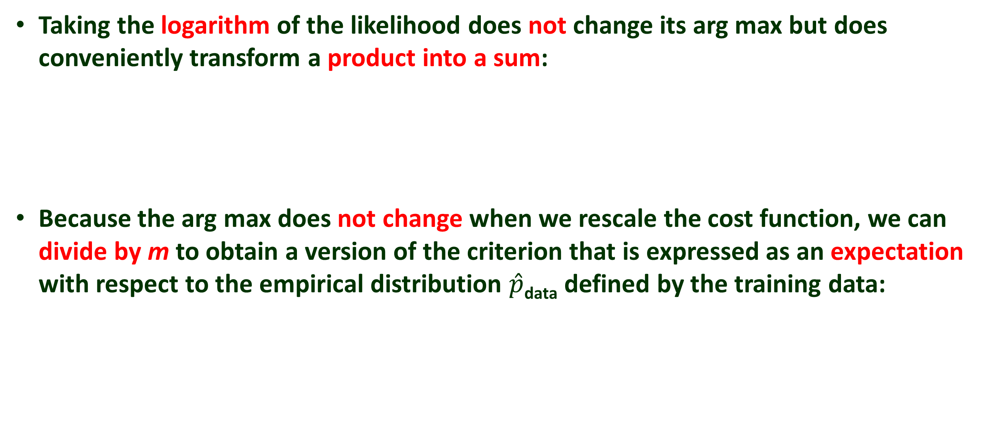 • Taking the logarithm of the likelihood does not change its arg max but does
conveniently transform a product into a sum:
• Because the arg max does not change when we rescale the cost function, we can
divide by m to obtain a version of the criterion that is expressed as an expectation
with respect to the empirical distribution p̂data defined by the training data: